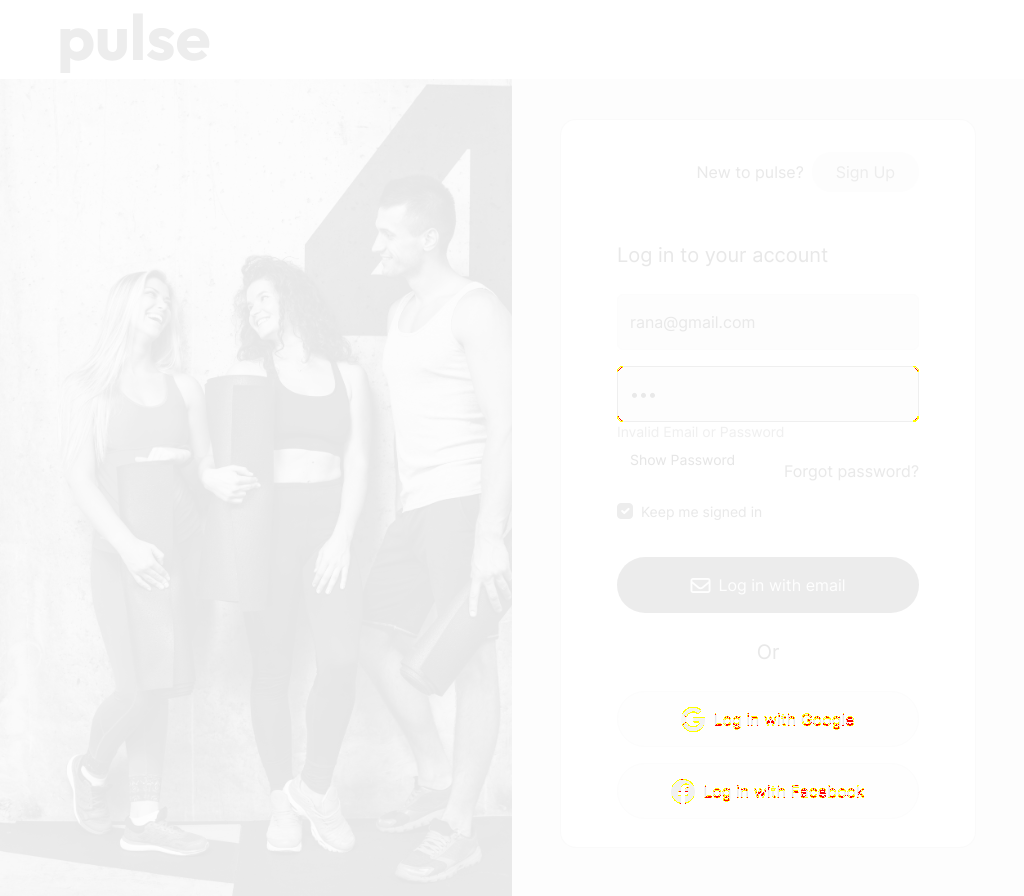 pulse
New to pulse? Sign Up
Log in to your account
rana@gmail.com
Invalid Email or Password
Show Password
Forgot password?
Keep me signed in
Log in with email
Or
Log in with Google
Log in with Facebook